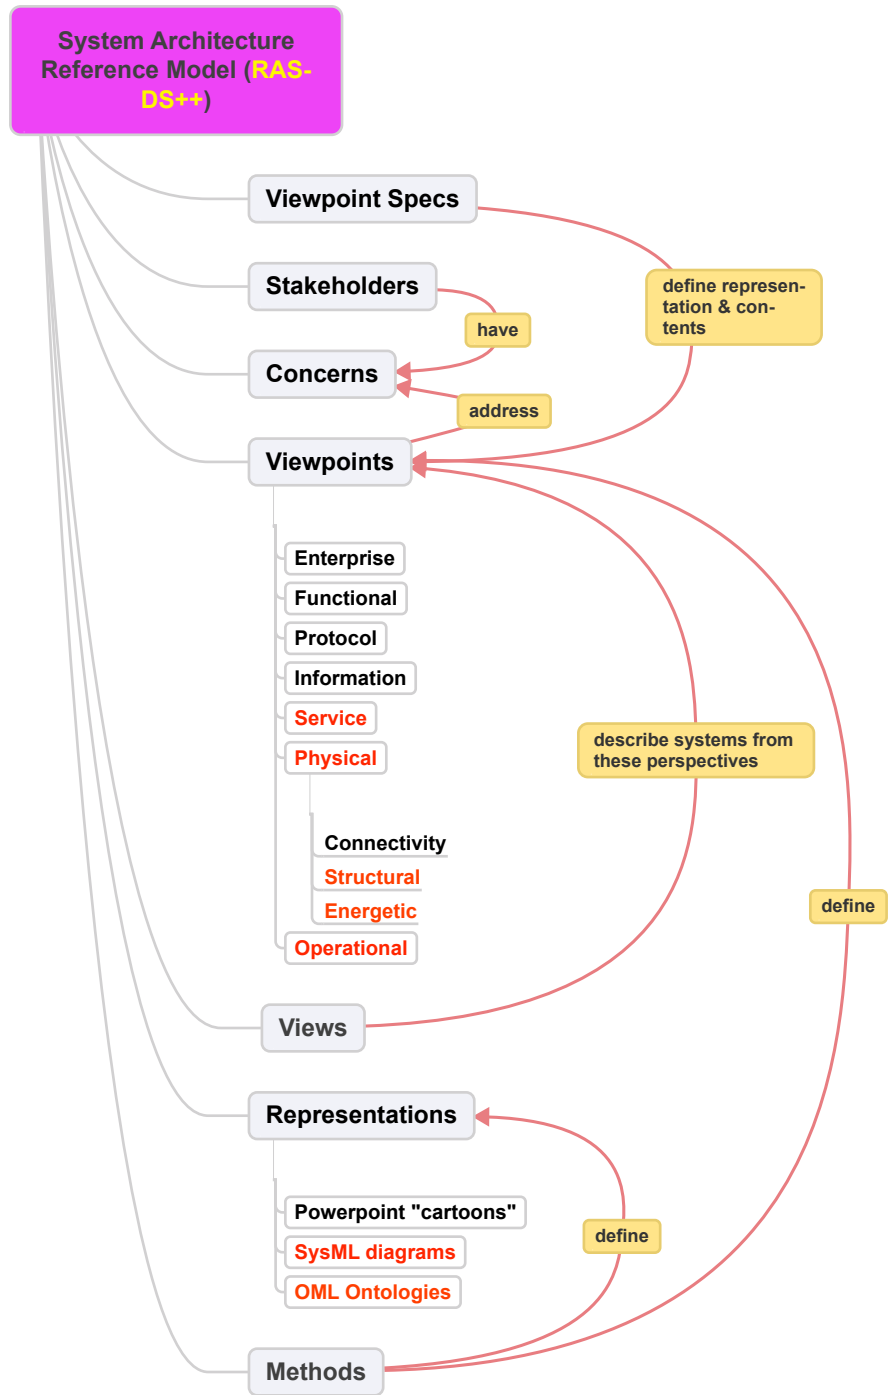 System Architecture
Reference Model (RAS-
DS++)
Viewpoint Specs
Stakeholders
define represen-
tation & con-
tents
have
Concerns
address
Viewpoints
Enterprise
Functional
Protocol
Information
Service
Physical
describe systems from
these perspectives
Connectivity
Structural
Energetic
define
Operational
Views
Representations
Powerpoint "cartoons"
define
SysML diagrams
OML Ontologies
Methods